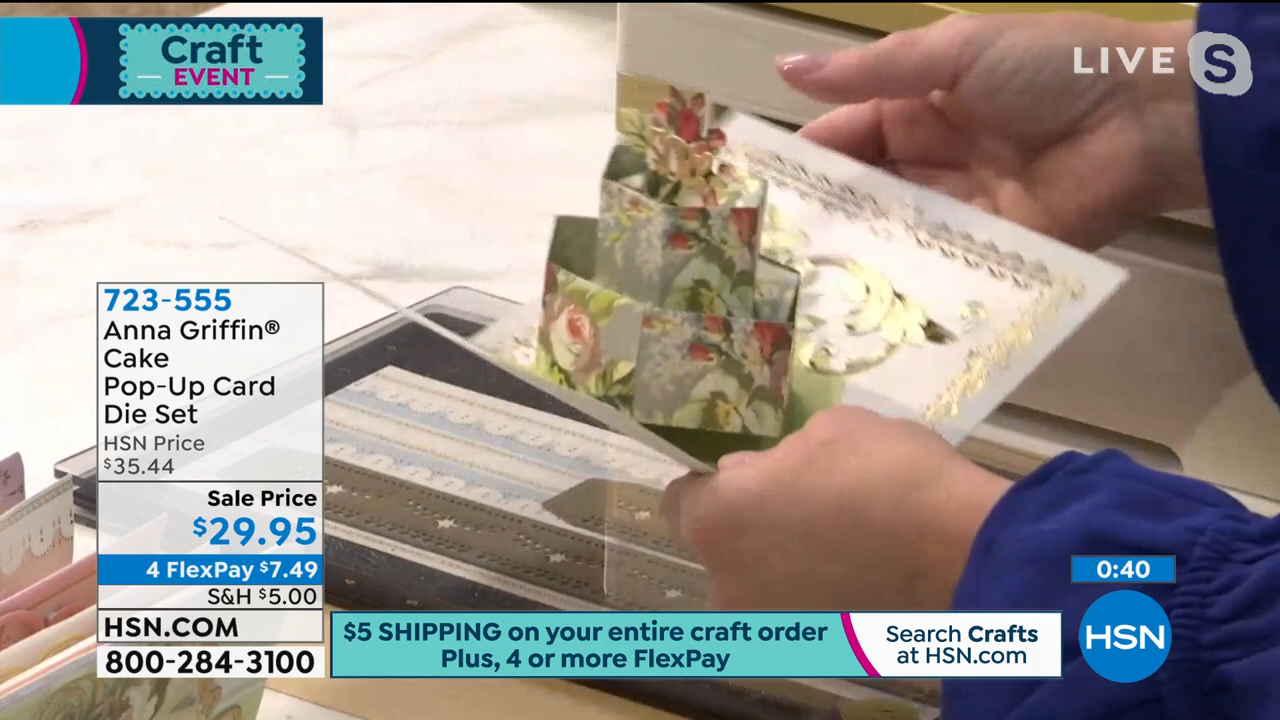 Craft
EVENT
LIVE S
723-555
Anna Griffin®
Cake
Pop-Up Card
Die Set
HSN Price
$35.44
Sale Price
$29.95
4 FlexPay $7.49
S&H $5.00
HSN.COM
800-284-3100
$5 SHIPPING on your entire craft order
Plus, 4 or more FlexPay
Search Crafts
at HSN.com
0:40
HSN